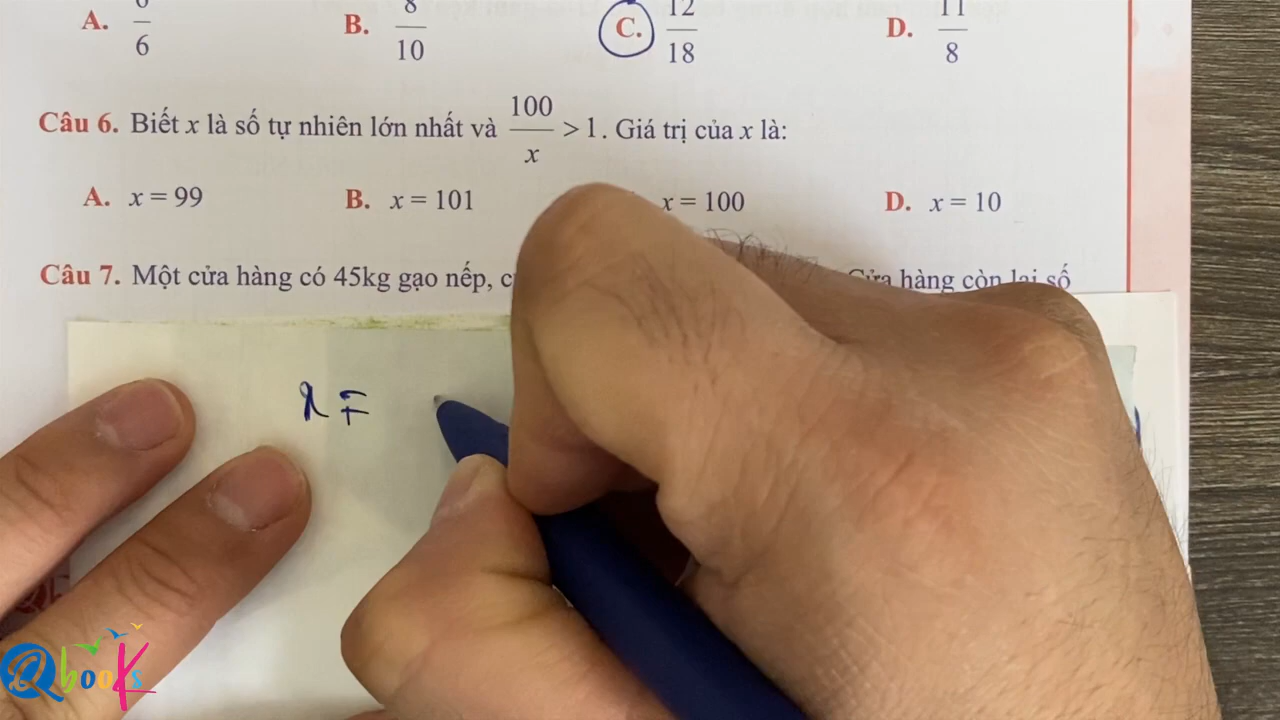 A. 6 B. 8/10 C. 12/18 D. 11/8
Câu 6. Biết x là số tự nhiên lớn nhất và 100/x > 1. Giá trị của x là:
A. x = 99 B. x = 101 x = 100 D. x = 10
Câu 7. Một cửa hàng có 45kg gạo nếp, Cửa hàng còn lại số
x =
Qbooks